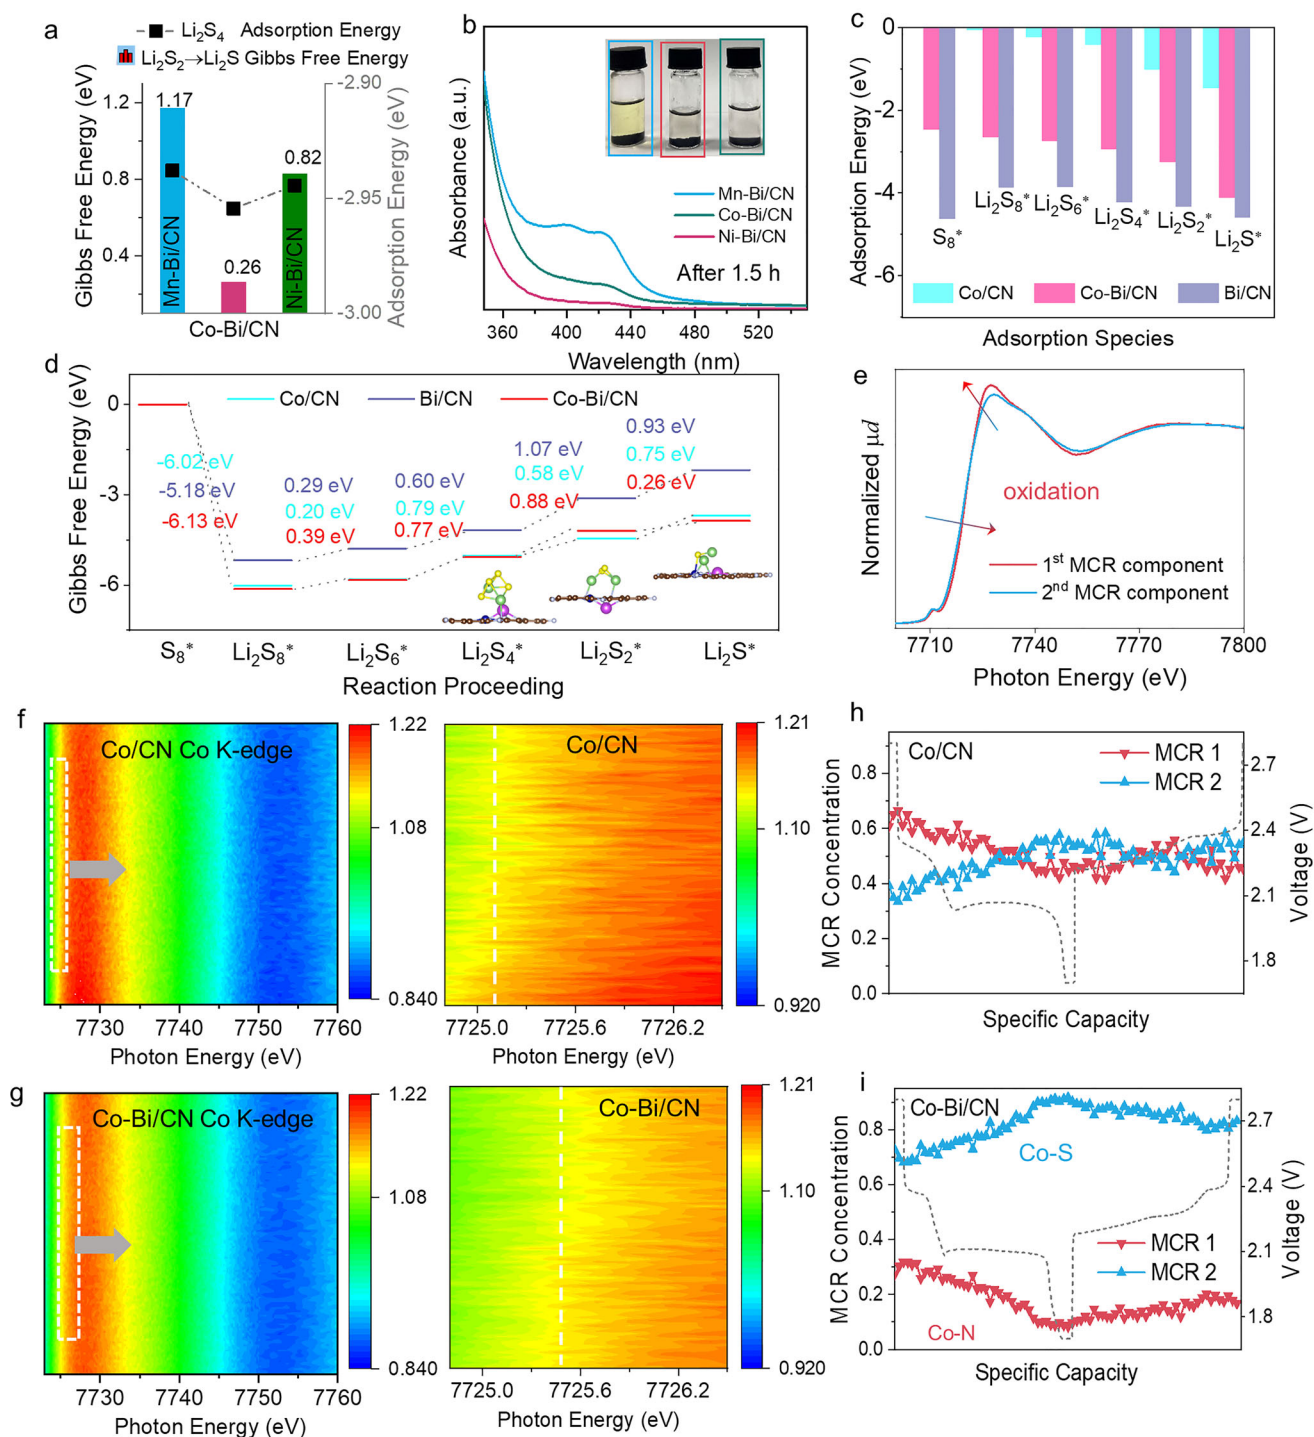 a
Li₂S₄ Adsorption Energy
Li₂S₂→Li₂S Gibbs Free Energy
Gibbs Free Energy (eV)
1.2
0.8
0.4
1.17
0.26
0.82
Mn-Bi/CN
Ni-Bi/CN
Co-Bi/CN
-2.90
-2.95
-3.00
Adsorption Energy (eV)
b
Absorbance (a.u.)
Mn-Bi/CN
Co-Bi/CN
Ni-Bi/CN
After 1.5 h
360 400 440 480 520
Wavelength (nm)
c
Adsorption Energy (eV)
0
-2
-4
-6
S₈*
Li₂S₈*
Li₂S₆*
Li₂S₄*
Li₂S₂*
Li₂S*
Co/CN Co-Bi/CN Bi/CN
Adsorption Species
d
Gibbs Free Energy (eV)
0
-3
-6
Co/CN Bi/CN Co-Bi/CN
-6.02 eV
-5.18 eV
-6.13 eV
0.29 eV
0.20 eV
0.39 eV
0.60 eV
0.79 eV
0.77 eV
1.07 eV
0.58 eV
0.88 eV
0.93 eV
0.75 eV
0.26 eV
S₈* Li₂S₈* Li₂S₆* Li₂S₄* Li₂S₂* Li₂S*
Reaction Proceeding
e
Normalized μd
oxidation
1st MCR component
2nd MCR component
7710 7740 7770 7800
Photon Energy (eV)
f
Co/CN Co K-edge
7730 7740 7750 7760
Photon Energy (eV)
1.22
1.08
0.840
Co/CN
7725.0 7725.6 7726.2
Photon Energy (eV)
1.21
1.10
0.920
h
Co/CN
MCR 1
MCR 2
MCR Concentration
0.8
0.6
0.4
0.2
0.0
2.7
2.4
2.1
1.8
Voltage (V)
Specific Capacity
g
Co-Bi/CN Co K-edge
7730 7740 7750 7760
Photon Energy (eV)
1.22
1.08
0.840
Co-Bi/CN
7725.0 7725.6 7726.2
Photon Energy (eV)
1.21
1.10
0.920
i
Co-Bi/CN
Co-S
MCR 1
MCR 2
Co-N
MCR Concentration
0.8
0.6
0.4
0.2
0.0
2.7
2.4
2.1
1.8
Voltage (V)
Specific Capacity